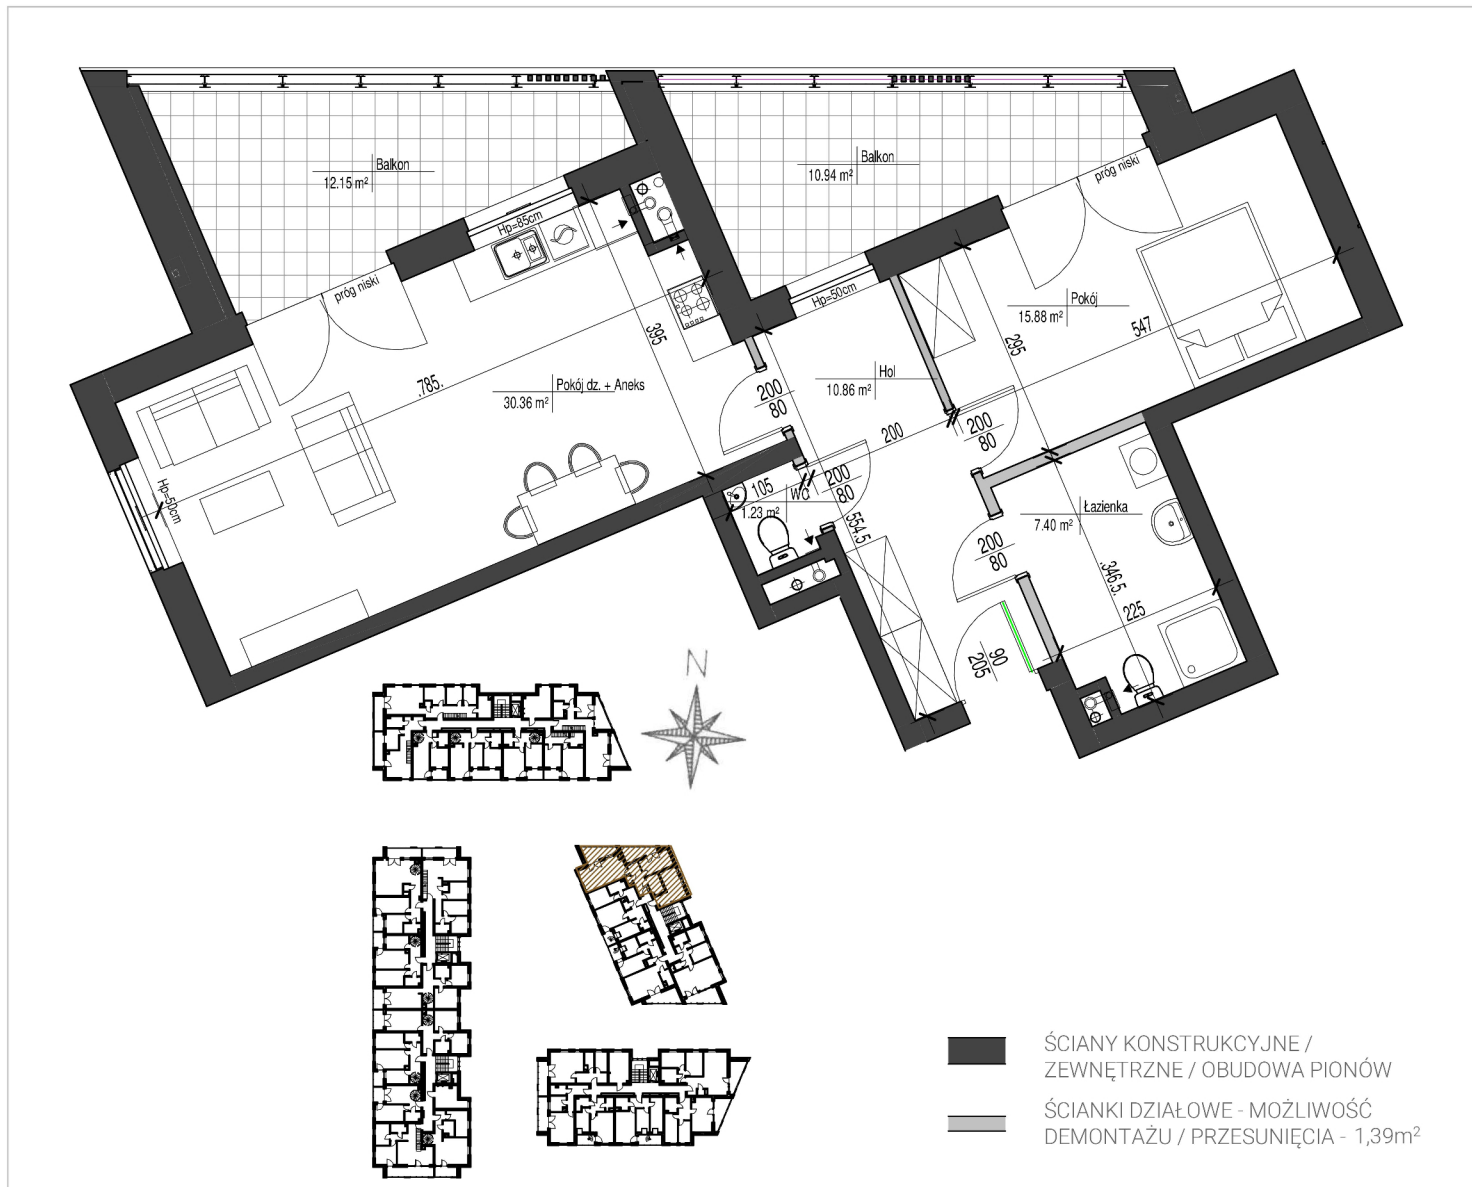 Balkon
12.15 m²
Balkon
10.94 m²
próg niski
próg niski
Hp=85cm
Hp=50cm
Hp=50cm
Pokój
15.88 m²
547
295
395
.785.
Pokój dz. + Aneks
30.36 m²
Hol
10.86 m²
200
80
200
200
80
200
80
105
WC
1.23 m²
554.5
Łazienka
7.40 m²
200
80
.346.5.
225
90
205
N
ŚCIANY KONSTRUKCYJNE /
ZEWNĘTRZNE / OBUDOWA PIONÓW
ŚCIANKI DZIAŁOWE - MOŻLIWOŚĆ
DEMONTAŻU / PRZESUNIĘCIA - 1,39m²